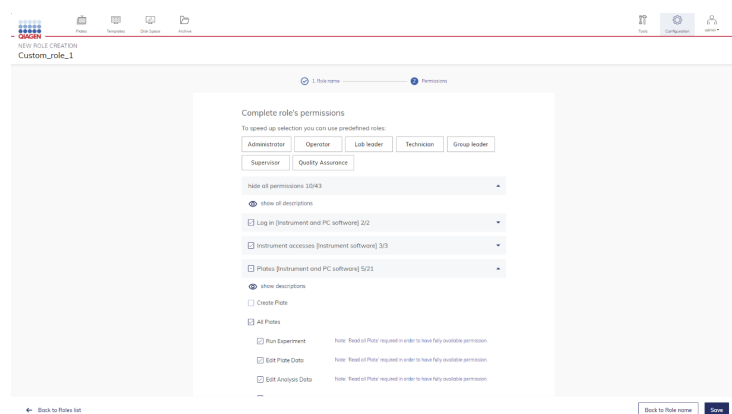 Plates
Templates
Disk Space
Archive
Tools
Configuration
admin
QIAGEN
NEW ROLE CREATION
Custom_role_1
1. Role name
2 Permissions
Complete role's permissions
To speed up selection you can use predefined roles:
Administrator
Operator
Lab leader
Technician
Group leader
Supervisor
Quality Assurance
hide all permissions 10/43
show all descriptions
Log in [Instrument and PC software] 2/2
Instrument accesses [Instrument software] 3/3
Plates [Instrument and PC software] 5/21
show descriptions
Create Plate
All Plates
Run Experiment Note: 'Read all Plate' required in order to have fully available permission.
Edit Plate Data Note: 'Read all Plate' required in order to have fully available permission.
Edit Analysis Data Note: 'Read all Plate' required in order to have fully available permission.
Back to Roles list
Back to Role name
Save